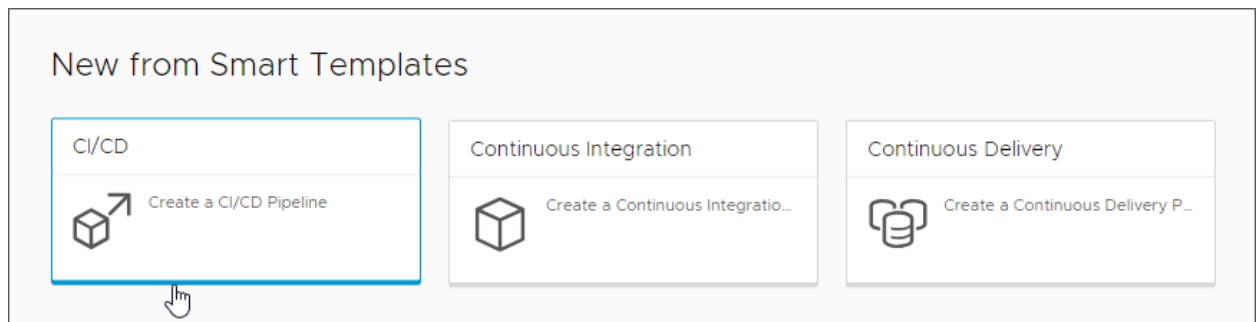 New from Smart Templates
CI/CD
Continuous Integration
Continuous Delivery
Create a CI/CD Pipeline
Create a Continuous Integratio...
Create a Continuous Delivery P...